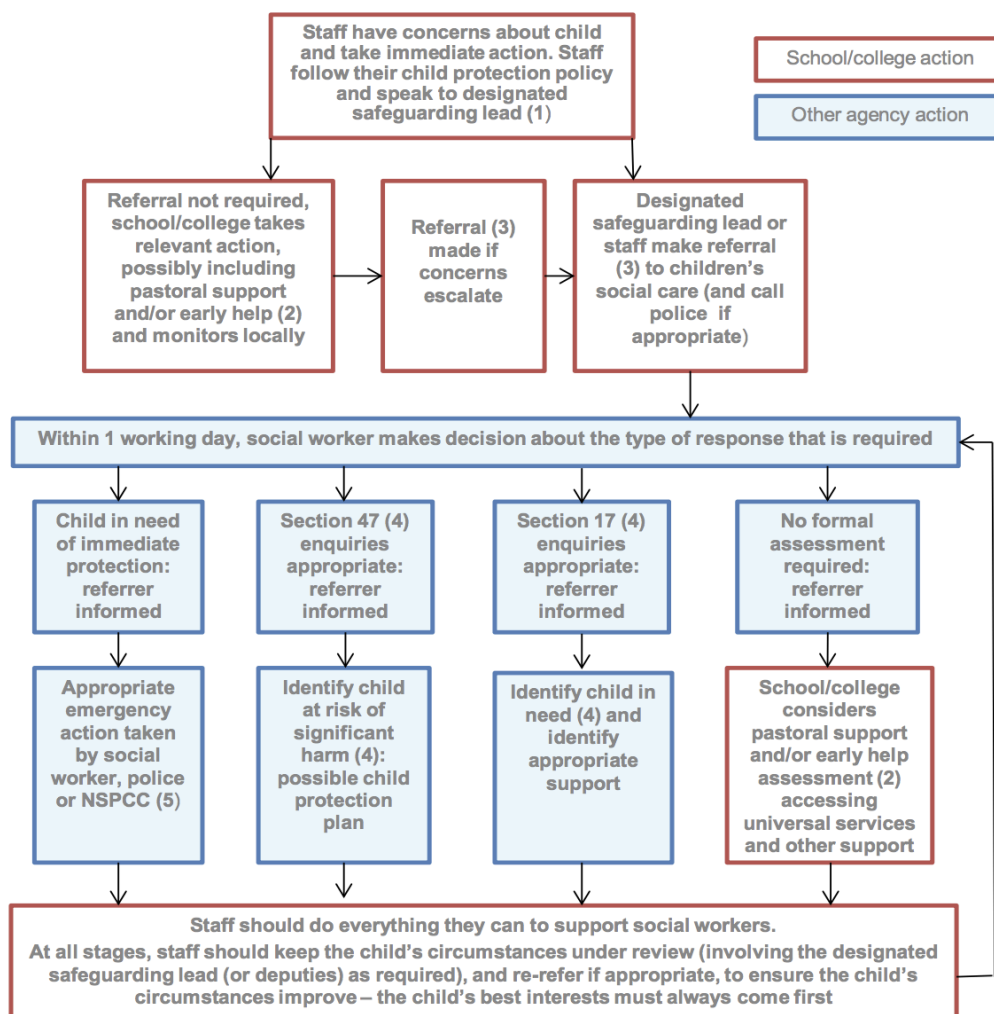 Staff have concerns about child
and take immediate action. Staff
follow their child protection policy
and speak to designated
safeguarding lead (1)
School/college action
Other agency action
Referral not required,
school/college takes
relevant action,
possibly including
pastoral support
and/or early help (2)
and monitors locally
Referral (3)
made if
concerns
escalate
Designated
safeguarding lead or
staff make referral
(3) to children’s
social care (and call
police if
appropriate)
Within 1 working day, social worker makes decision about the type of response that is required
Child in need
of immediate
protection:
referrer
informed
Section 47 (4)
enquiries
appropriate:
referrer
informed
Section 17 (4)
enquiries
appropriate:
referrer
informed
No formal
assessment
required:
referrer
informed
Appropriate
emergency
action taken
by social
worker, police
or NSPCC (5)
Identify child
at risk of
significant
harm (4):
possible child
protection
plan
Identify child in
need (4) and
identify
appropriate
support
School/college
considers
pastoral support
and/or early help
assessment (2)
accessing
universal services
and other support
Staff should do everything they can to support social workers.
At all stages, staff should keep the child’s circumstances under review (involving the designated
safeguarding lead (or deputies) as required), and re-refer if appropriate, to ensure the child’s
circumstances improve – the child’s best interests must always come first